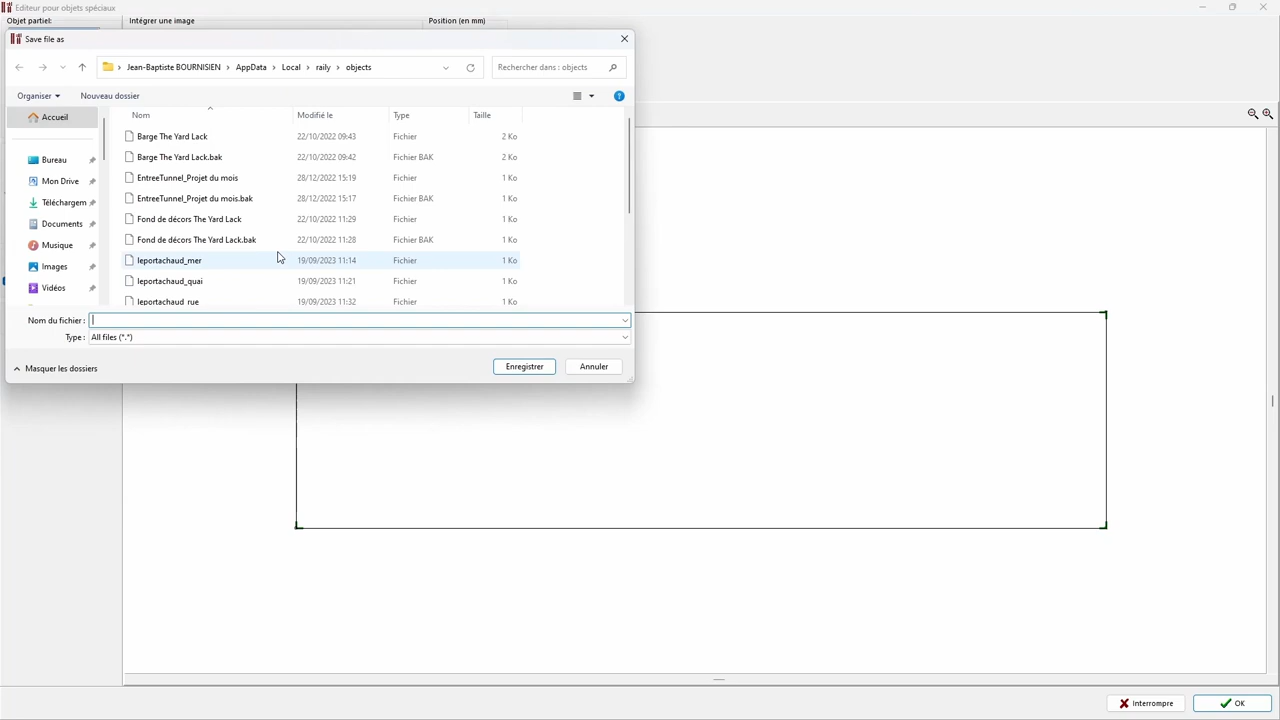 Editeur pour objets spéciaux
Objet partiel:
Intégrer une image
Position (en mm)
Save file as
Jean-Baptiste BOURNISIEN > AppData > Local > raily > objects
Rechercher dans : objects
Organiser
Nouveau dossier
Accueil
Bureau
Mon Drive
Téléchargem
Documents
Musique
Images
Vidéos
Nom Modifié le Type Taille
Barge The Yard Lack 22/10/2022 09:43 Fichier 2 Ko
Barge The Yard Lack.bak 22/10/2022 09:42 Fichier BAK 2 Ko
EntreeTunnel_Projet du mois 28/12/2022 15:19 Fichier 1 Ko
EntreeTunnel_Projet du mois.bak 28/12/2022 15:17 Fichier BAK 1 Ko
Fond de décors The Yard Lack 22/10/2022 11:29 Fichier 1 Ko
Fond de décors The Yard Lack.bak 22/10/2022 11:28 Fichier BAK 1 Ko
leportachaud_mer 19/09/2023 11:14 Fichier 1 Ko
leportachaud_quai 19/09/2023 11:21 Fichier 1 Ko
leportachaud_rue 19/09/2023 11:32 Fichier 1 Ko
Nom du fichier :
Type : All files (*.*)
Masquer les dossiers
Enregistrer
Annuler
Interrompre
OK